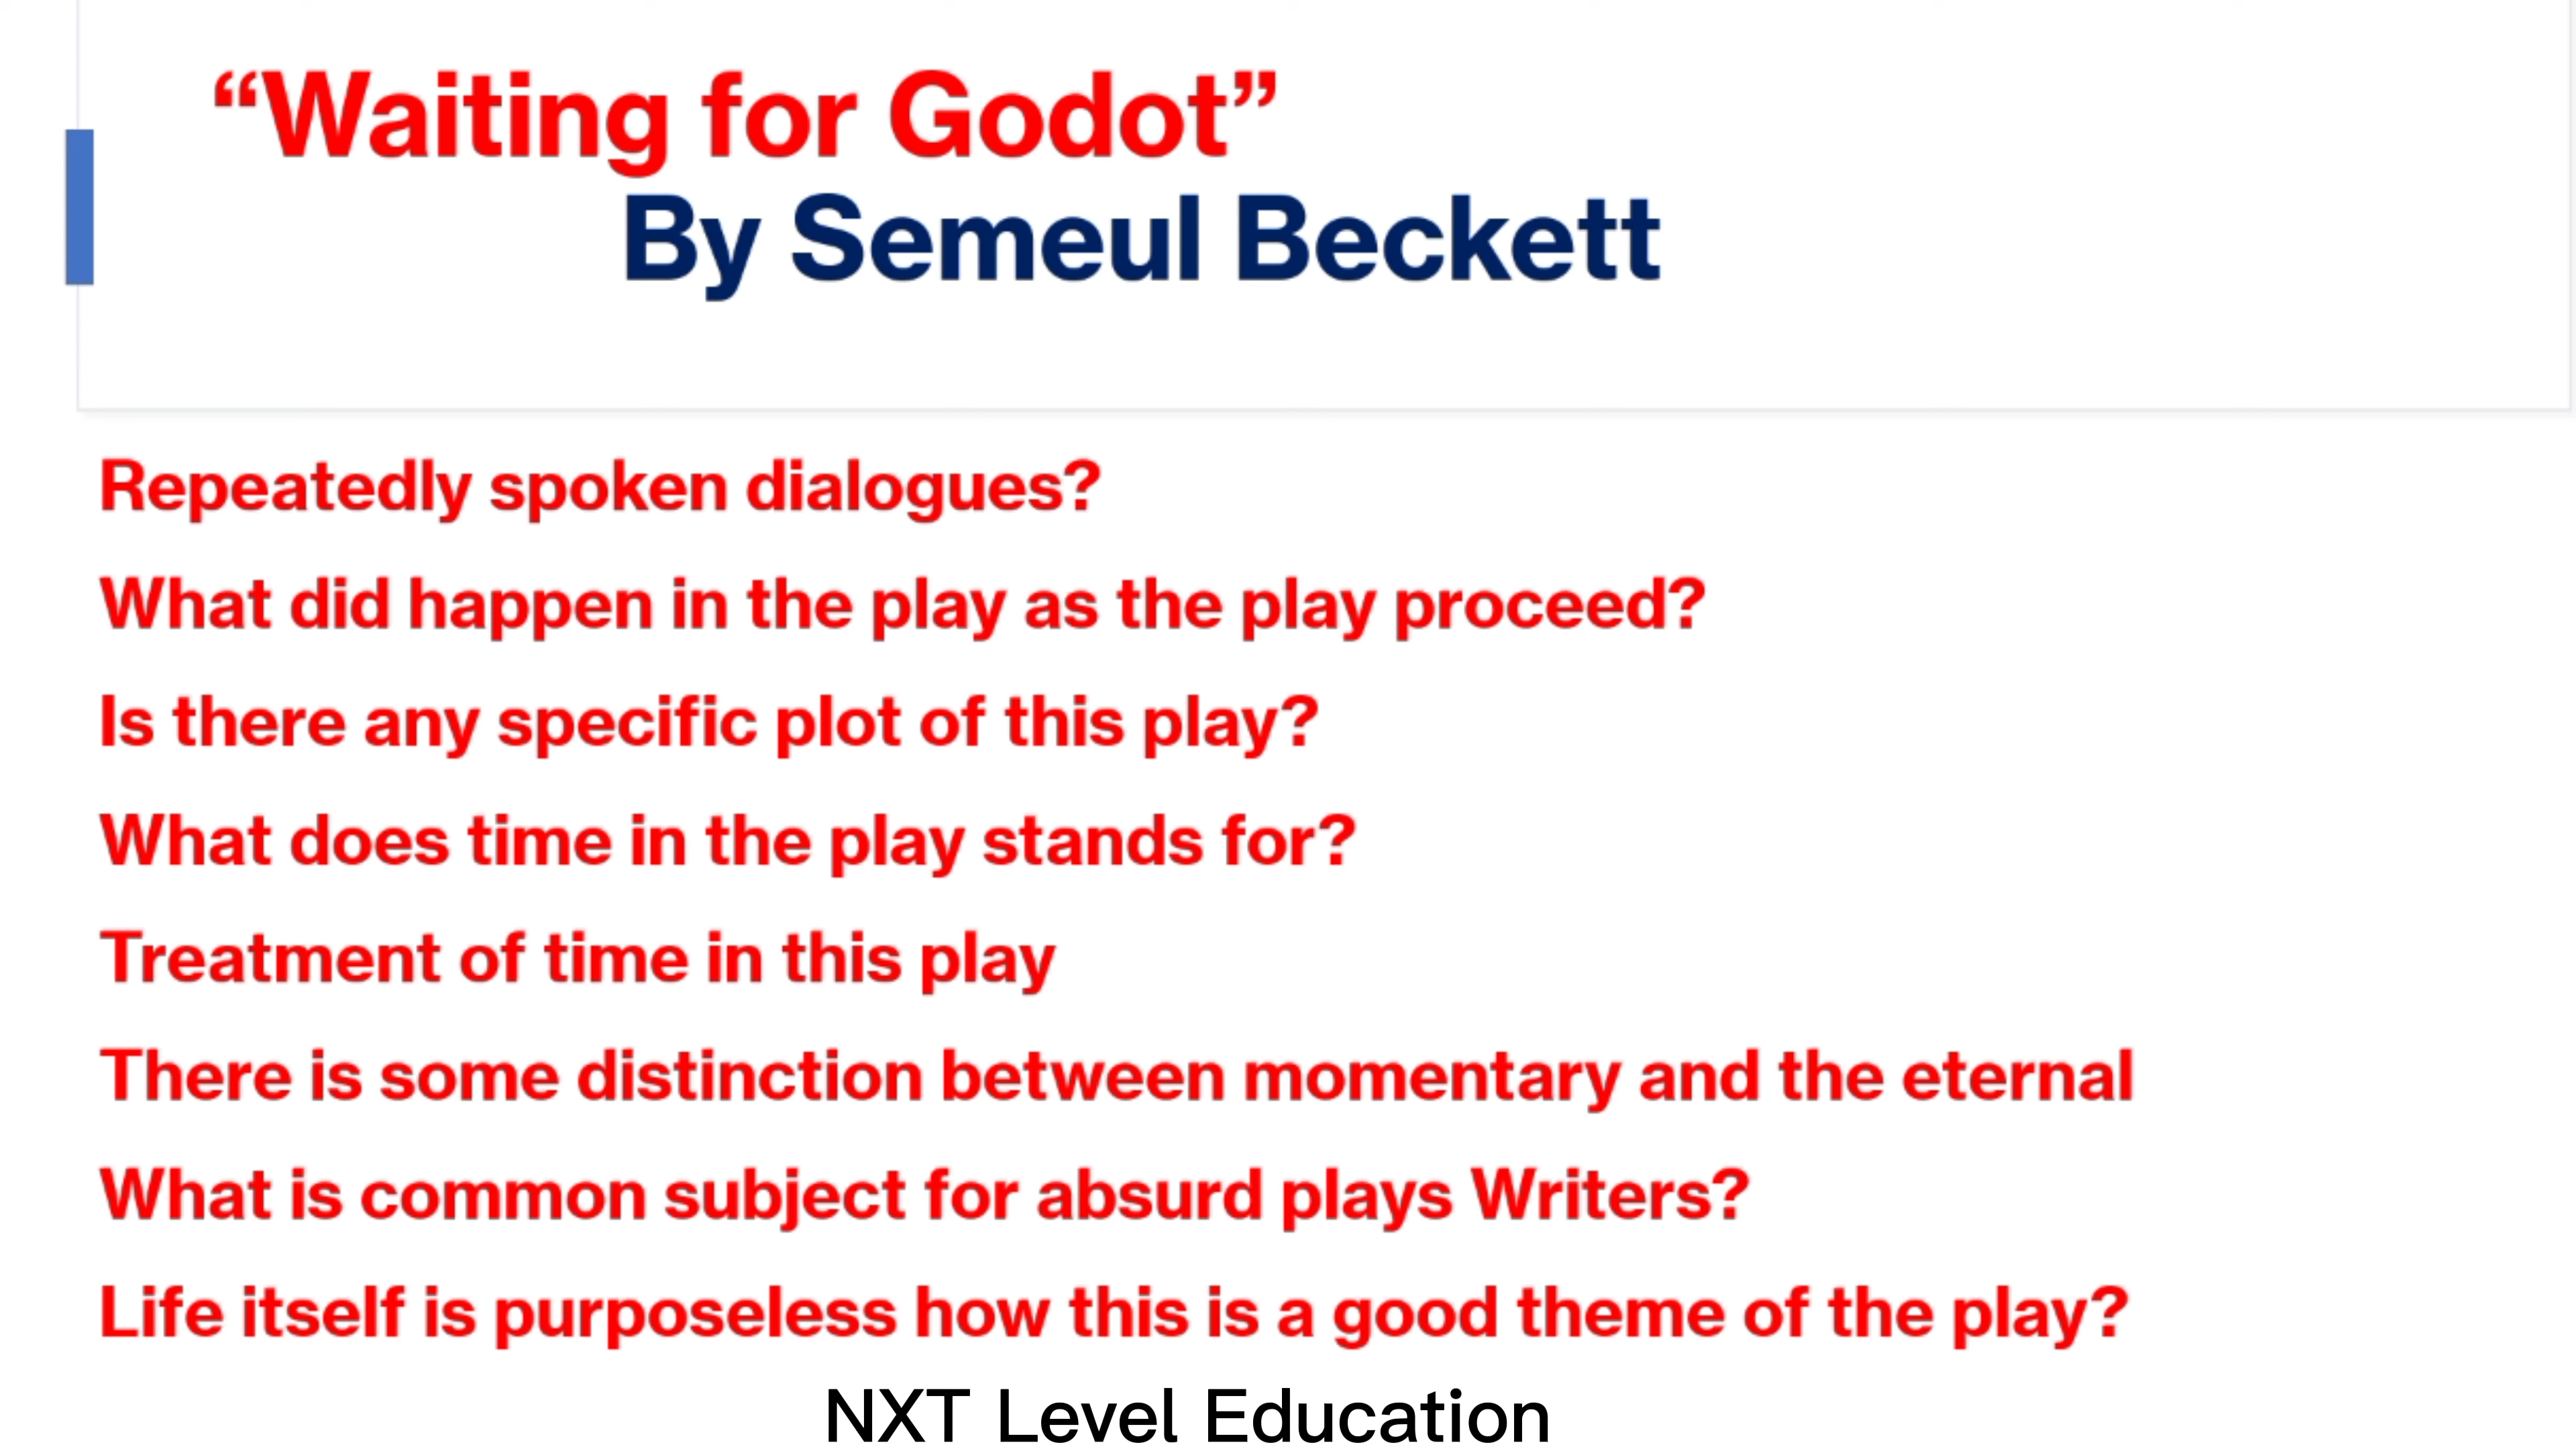 “Waiting for Godot”
By Semeul Beckett
Repeatedly spoken dialogues?
What did happen in the play as the play proceed?
Is there any specific plot of this play?
What does time in the play stands for?
Treatment of time in this play
There is some distinction between momentary and the eternal
What is common subject for absurd plays Writers?
Life itself is purposeless how this is a good theme of the play?
NXT Level Education